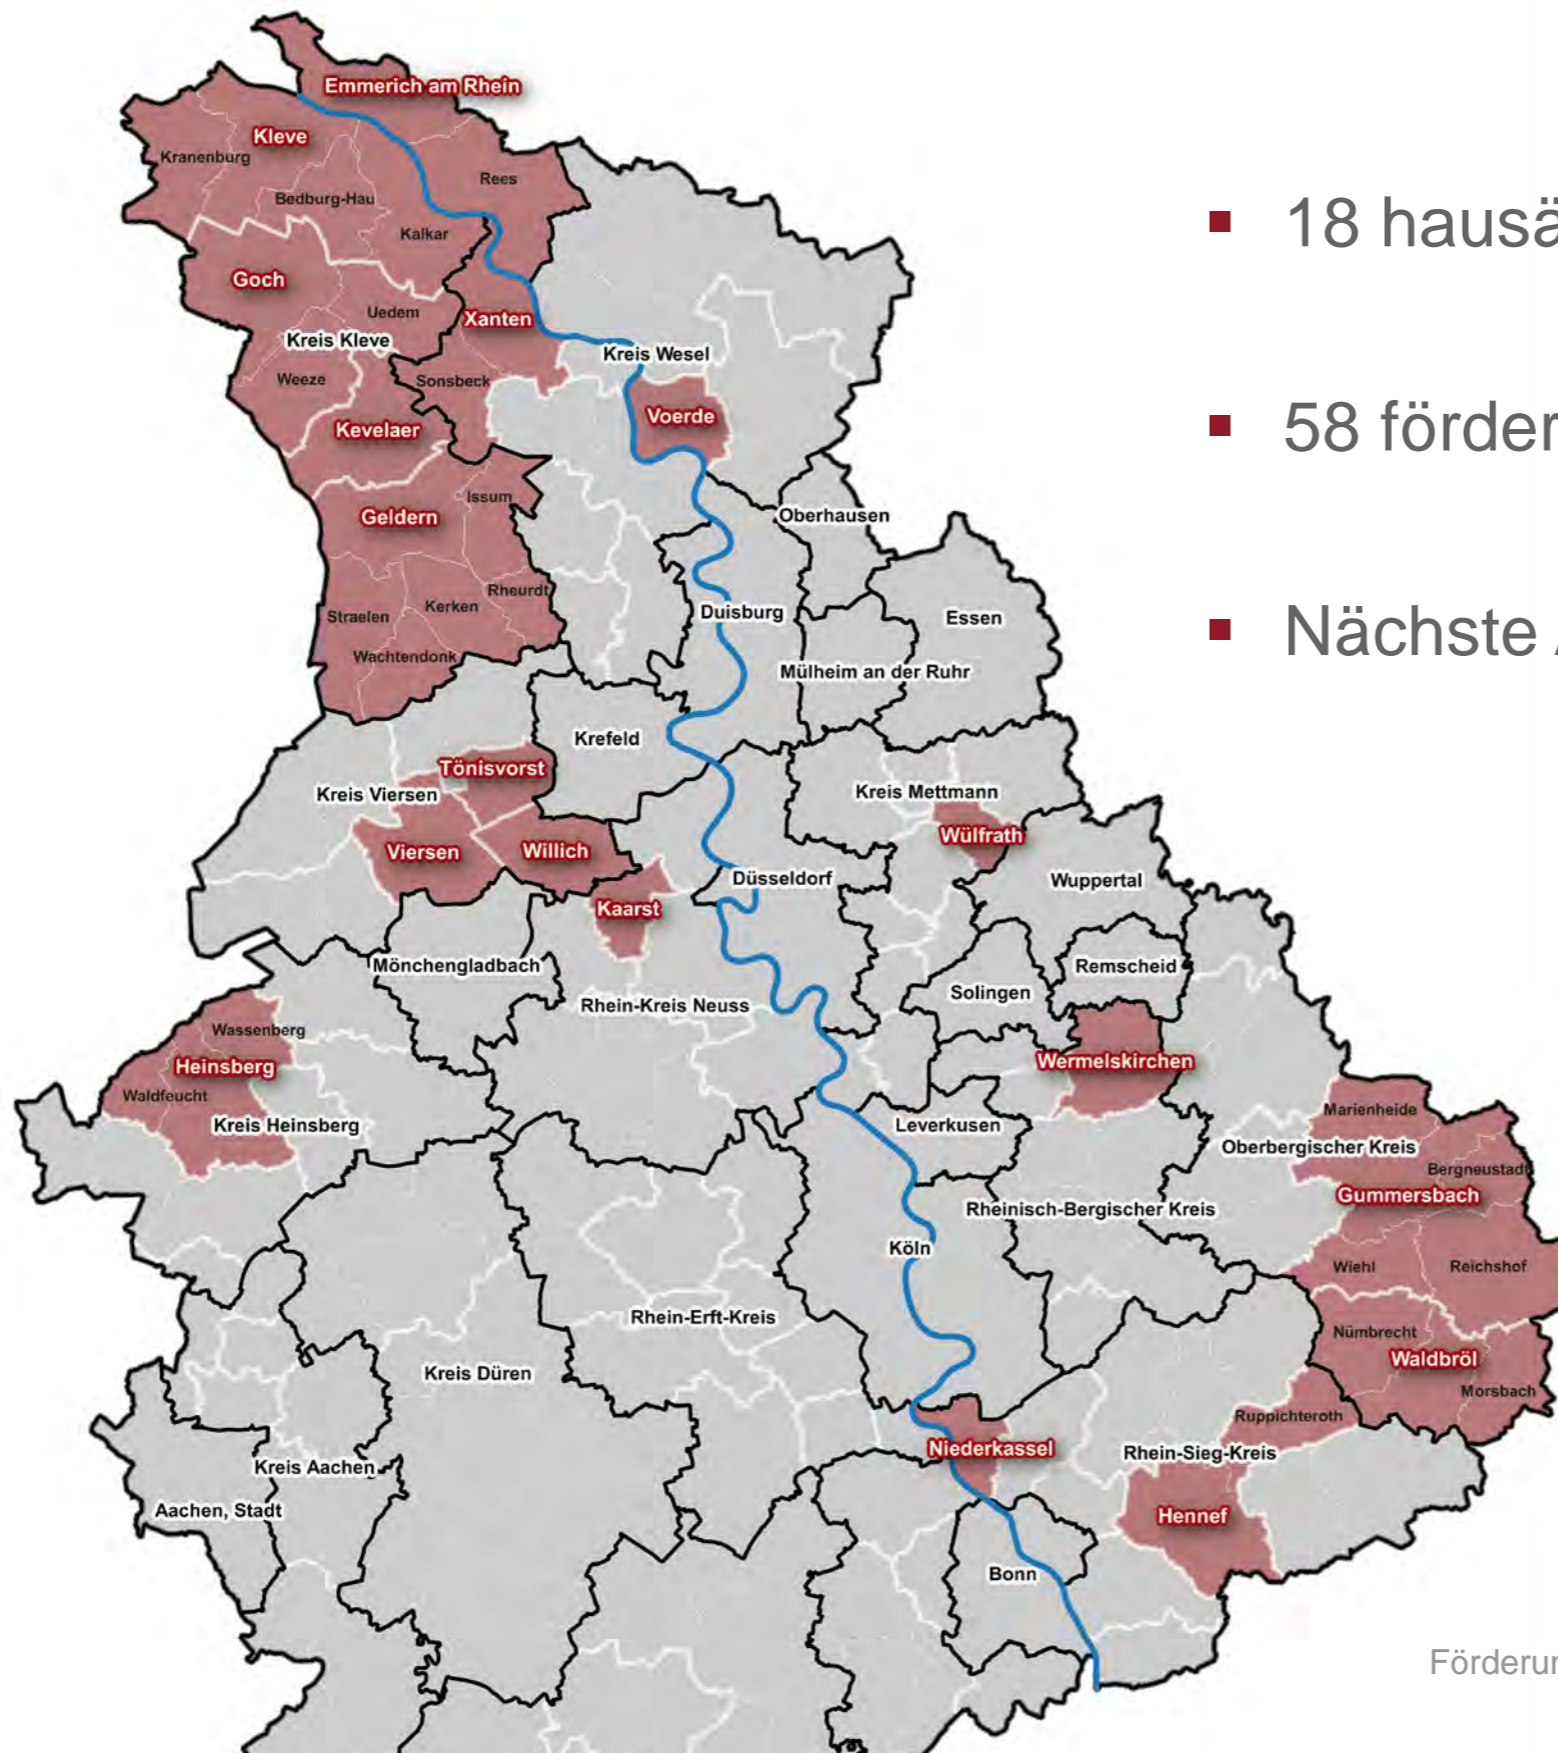 Emmerich am Rhein
Kleve
Kranenburg
Rees
Bedburg-Hau
Kalkar
Goch
Uedem
Xanten
Kreis Kleve
Kreis Wesel
Weeze
Sonsbeck
Voerde
Kevelaer
Issum
Geldern
Oberhausen
Rheurdt
Straelen
Kerken
Duisburg
Essen
Wachtendonk
Mülheim an der Ruhr
Krefeld
Tönisvorst
Kreis Viersen
Kreis Mettmann
Wülfrath
Viersen
Willich
Düsseldorf
Wuppertal
Kaarst
Mönchengladbach
Remscheid
Solingen
Rhein-Kreis Neuss
Wassenberg
Heinsberg
Wermelskirchen
Waldfeucht
Kreis Heinsberg
Leverkusen
Marienheide
Oberbergischer Kreis
Bergneustadt
Gummersbach
Rheinisch-Bergischer Kreis
Köln
Wiehl
Reichshof
Rhein-Erft-Kreis
Nümbrecht
Waldbröl
Kreis Düren
Morsbach
Ruppichteroth
Niederkassel
Rhein-Sieg-Kreis
Kreis Aachen
Aachen, Stadt
Hennef
Bonn
▪ 18 hausä
▪ 58 förder
▪ Nächste
Förderun